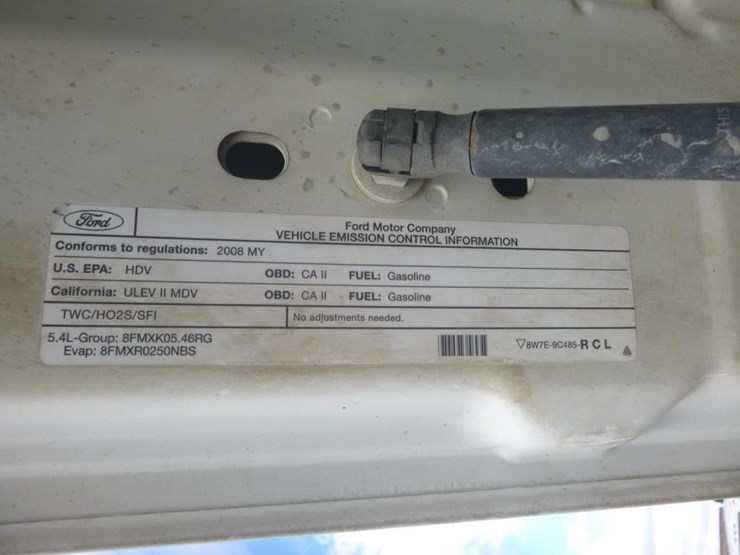 THIS
Ford
Ford Motor Company
VEHICLE EMISSION CONTROL INFORMATION
Conforms to regulations: 2008 MY
U.S. EPA: HDV OBD: CA II FUEL: Gasoline
California: ULEV II MDV OBD: CA II FUEL: Gasoline
TWC/HO2S/SFI No adjustments needed.
5.4L-Group: 8FMXK05.46RG
Evap: 8FMXR0250NBS
8W7E-9C485-R C L